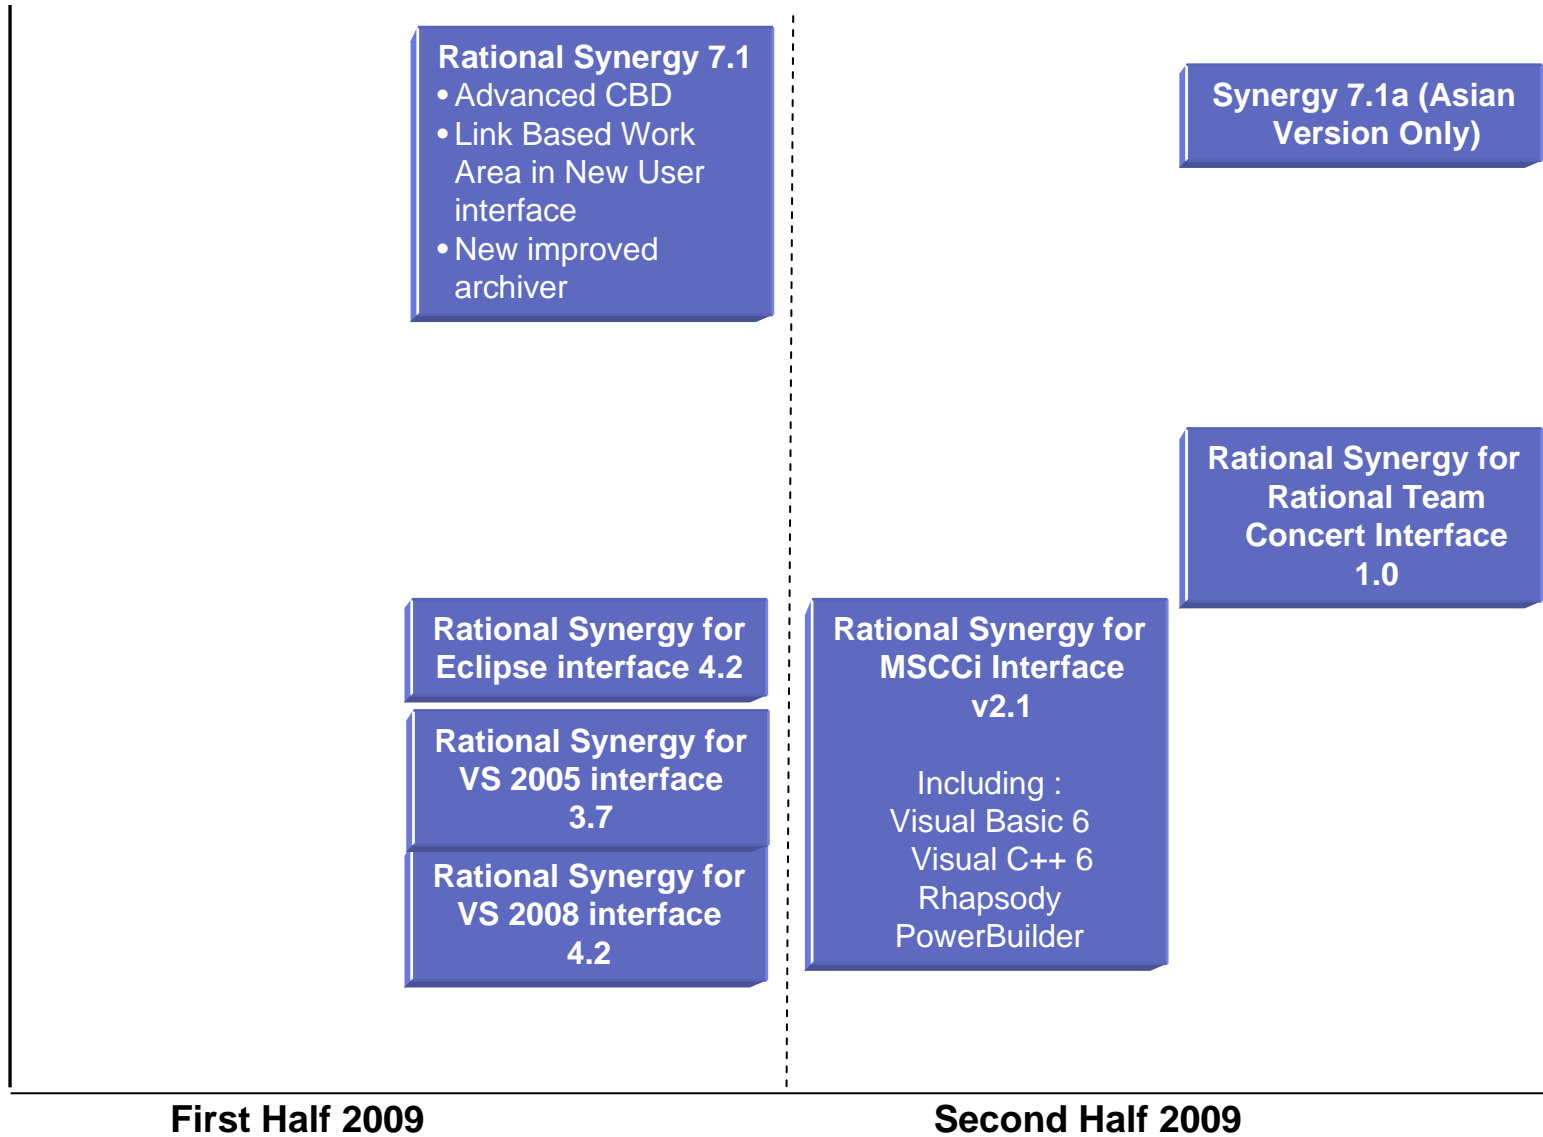 Rational Synergy 7.1
• Advanced CBD
• Link Based Work
Area in New User
interface
• New improved
archiver
Synergy 7.1a (Asian
Version Only)
Rational Synergy for
Rational Team
Concert Interface
1.0
Rational Synergy for
Eclipse interface 4.2
Rational Synergy for
VS 2005 interface
3.7
Rational Synergy for
VS 2008 interface
4.2
Rational Synergy for
MSCCi Interface
v2.1
Including :
Visual Basic 6
Visual C++ 6
Rhapsody
PowerBuilder
First Half 2009
Second Half 2009